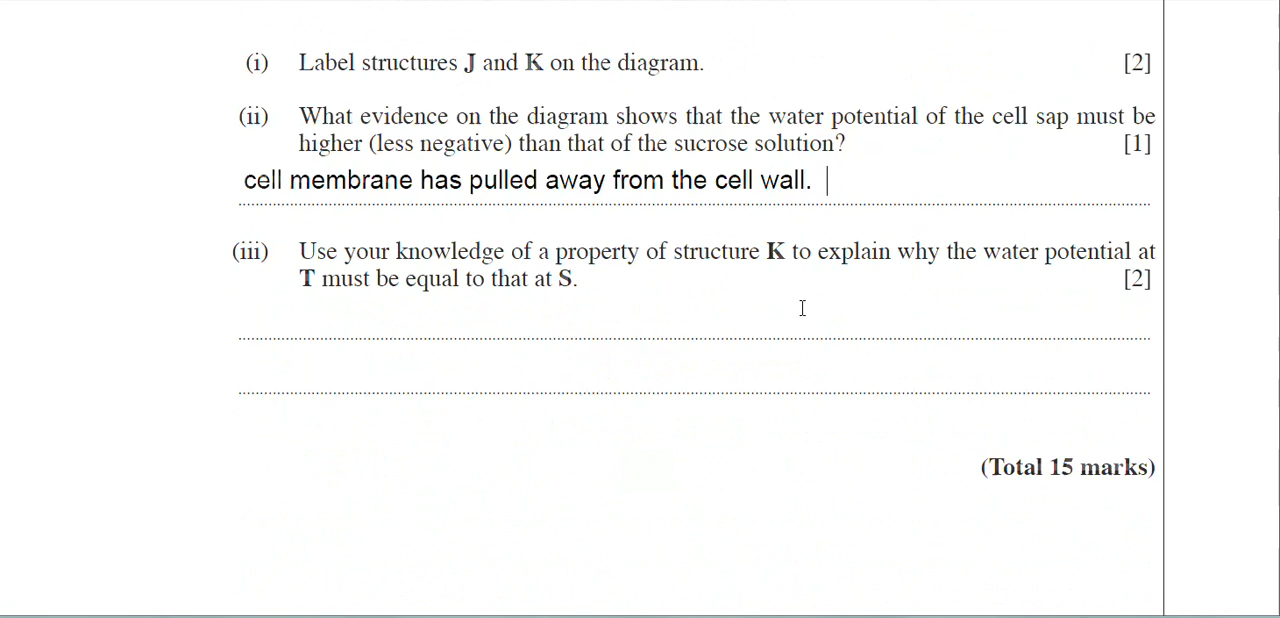 (i) Label structures J and K on the diagram. [2]
(ii) What evidence on the diagram shows that the water potential of the cell sap must be
higher (less negative) than that of the sucrose solution? [1]
cell membrane has pulled away from the cell wall.
(iii) Use your knowledge of a property of structure K to explain why the water potential at
T must be equal to that at S. [2]
(Total 15 marks)